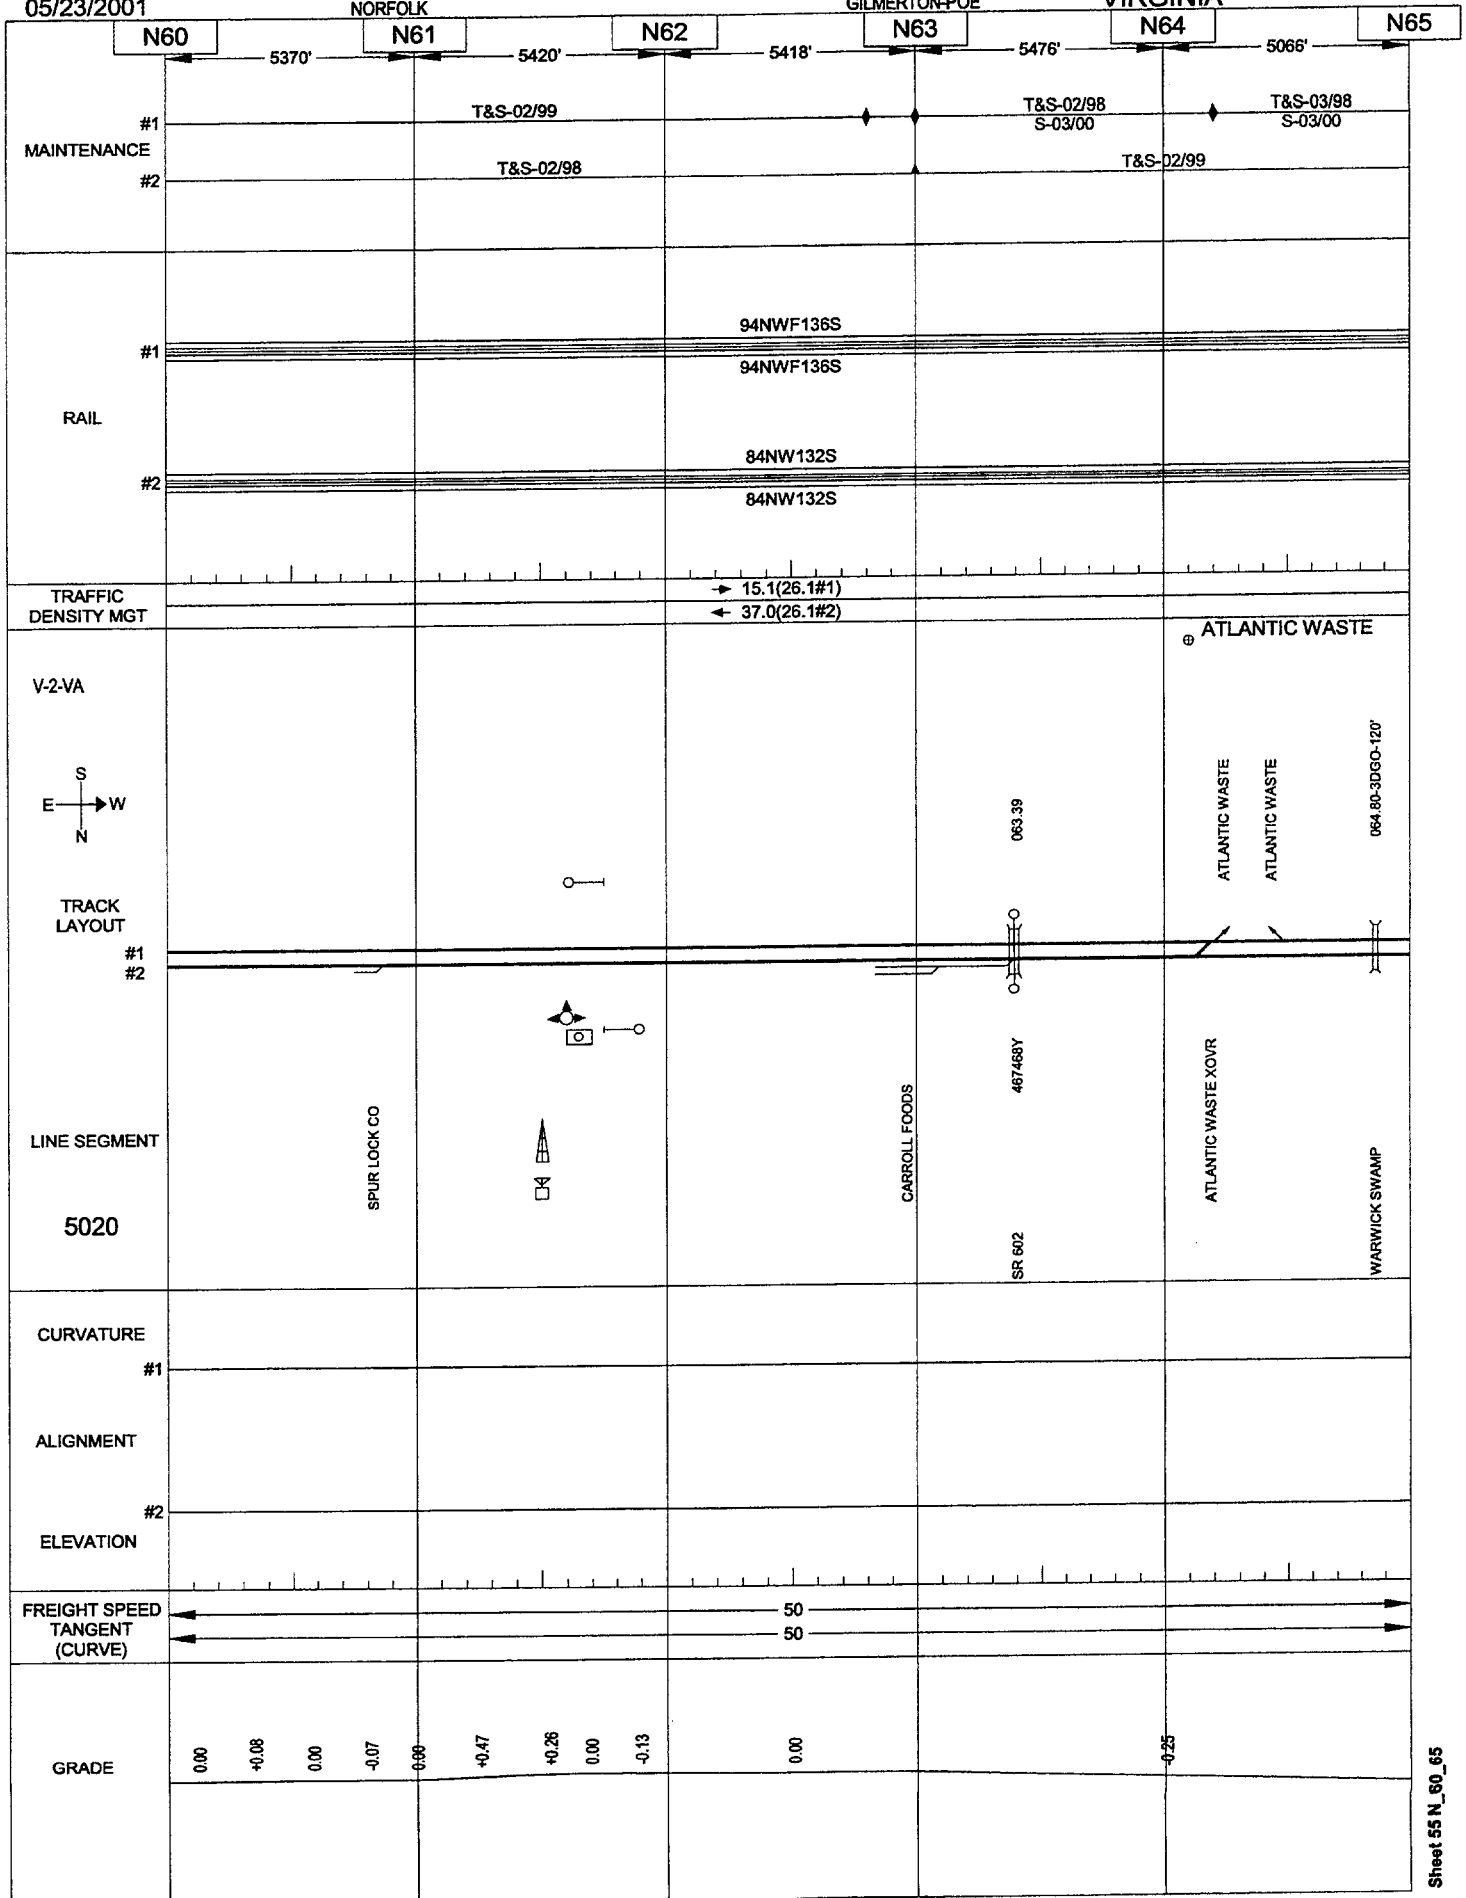 05/23/2001 NORFOLK GILMERTON-POE VIRGINIA
N60 N61 N62 N63 N64 N65
5370' 5420' 5418' 5476' 5066'
T&S-02/99 T&S-02/98 T&S-03/98
#1 S-03/00 S-03/00
MAINTENANCE
T&S-02/98 T&S-02/99
#2
94NWF136S
#1
94NWF136S
RAIL
84NW132S
#2
84NW132S
TRAFFIC
DENSITY MGT
15.1(26.1#1)
37.0(26.1#2)
ATLANTIC WASTE
V-2-VA
S
E W
N
063.39
ATLANTIC WASTE
ATLANTIC WASTE
064.80-3DGO-120'
TRACK
LAYOUT
#1
#2
LINE SEGMENT
5020
SPUR LOCK CO
CARROLL FOODS
467468Y
SR 602
ATLANTIC WASTE XOVR
WARWICK SWAMP
CURVATURE
#1
ALIGNMENT
#2
ELEVATION
FREIGHT SPEED
TANGENT
(CURVE)
50
50
GRADE
0.00
+0.08
0.00
-0.07
0.00
+0.47
+0.26
0.00
-0.13
0.00
-0.25
Sheet 55 N_60_65